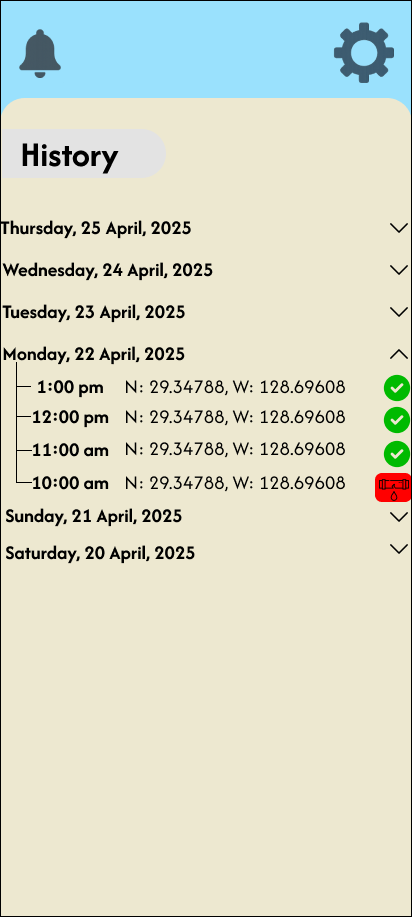 History
Thursday, 25 April, 2025
Wednesday, 24 April, 2025
Tuesday, 23 April, 2025
Monday, 22 April, 2025
1:00 pm N: 29.34788, W: 128.69608
12:00 pm N: 29.34788, W: 128.69608
11:00 am N: 29.34788, W: 128.69608
10:00 am N: 29.34788, W: 128.69608
Sunday, 21 April, 2025
Saturday, 20 April, 2025